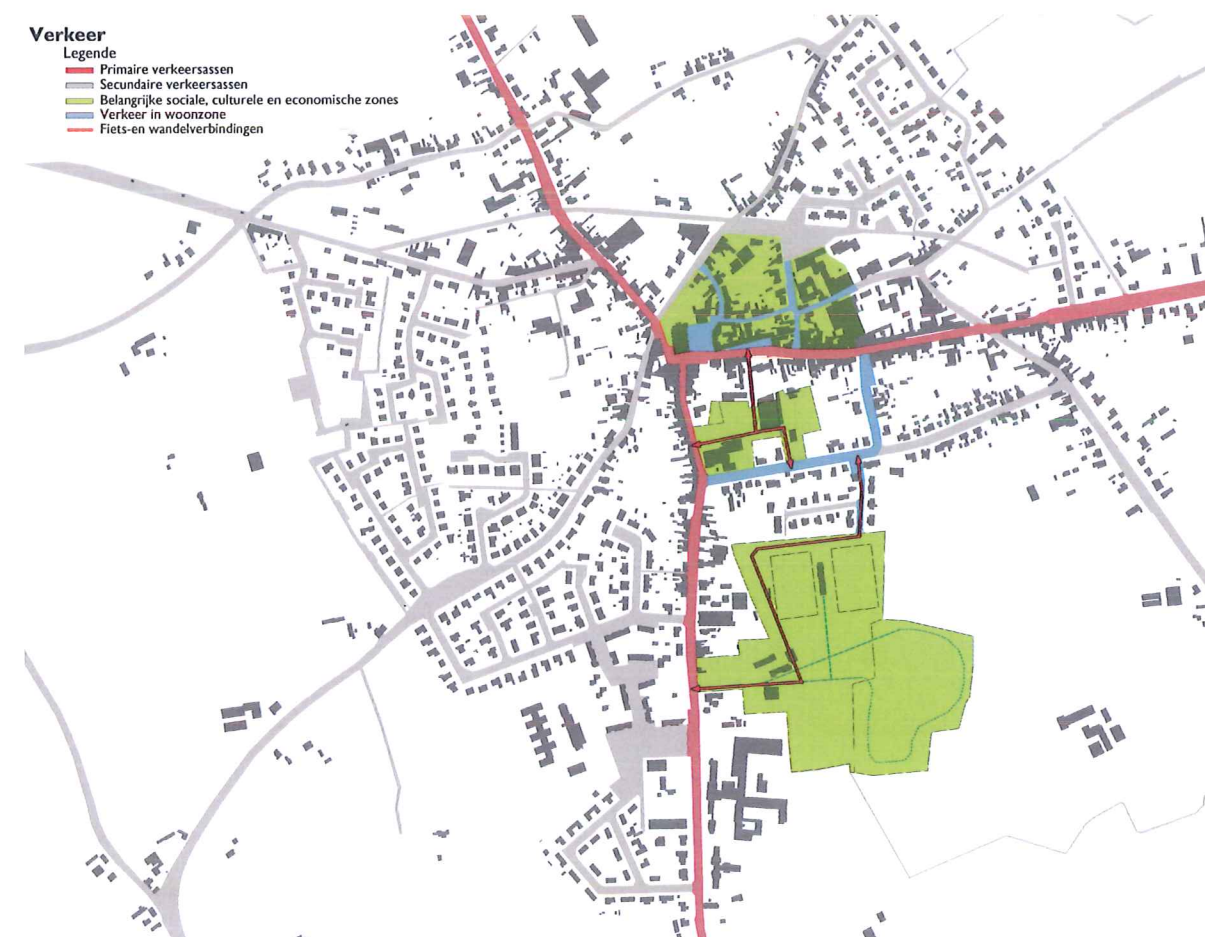 Verkeer
Legende
Primaire verkeersassen
Secundaire verkeersassen
Belangrijke sociale, culturele en economische zones
Verkeer in woonzone
Fiets-en wandelverbindingen